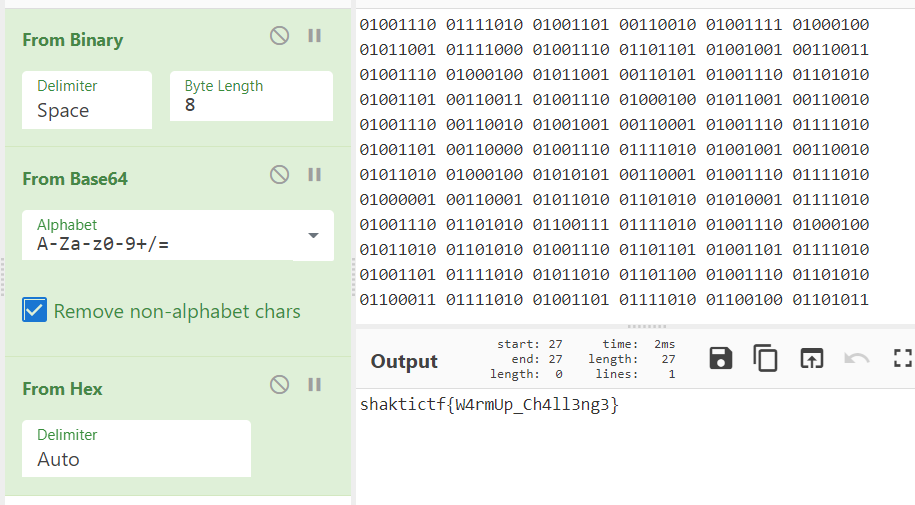 From Binary
Delimiter
Space
Byte Length
8
From Base64
Alphabet
A-Za-z0-9+/=
Remove non-alphabet chars
From Hex
Delimiter
Auto
01001110 01111010 01001101 00110010 01001111 01000100
01011001 01111000 01001110 01101101 01001001 00110011
01001110 01000100 01011001 00110101 01001110 01101010
01001101 00110011 01001110 01000100 01011001 00110010
01001110 00110010 01001001 00110001 01001110 01111010
01001101 00110000 01001110 01111010 01001001 00110010
01011010 01000100 01010101 00110001 01001110 01111010
01000001 00110001 01011010 01101010 01010001 01111010
01001110 01101010 01100111 01111010 01001110 01000100
01011010 01101010 01001110 01101101 01001101 01111010
01001101 01111010 01011010 01101100 01001110 01101010
01100011 01111010 01001101 01111010 01100100 01101011
Output
start: 27
end: 27
length: 0
time: 2ms
length: 27
lines: 1
shaktictf{W4rmUp_Ch4ll3ng3}